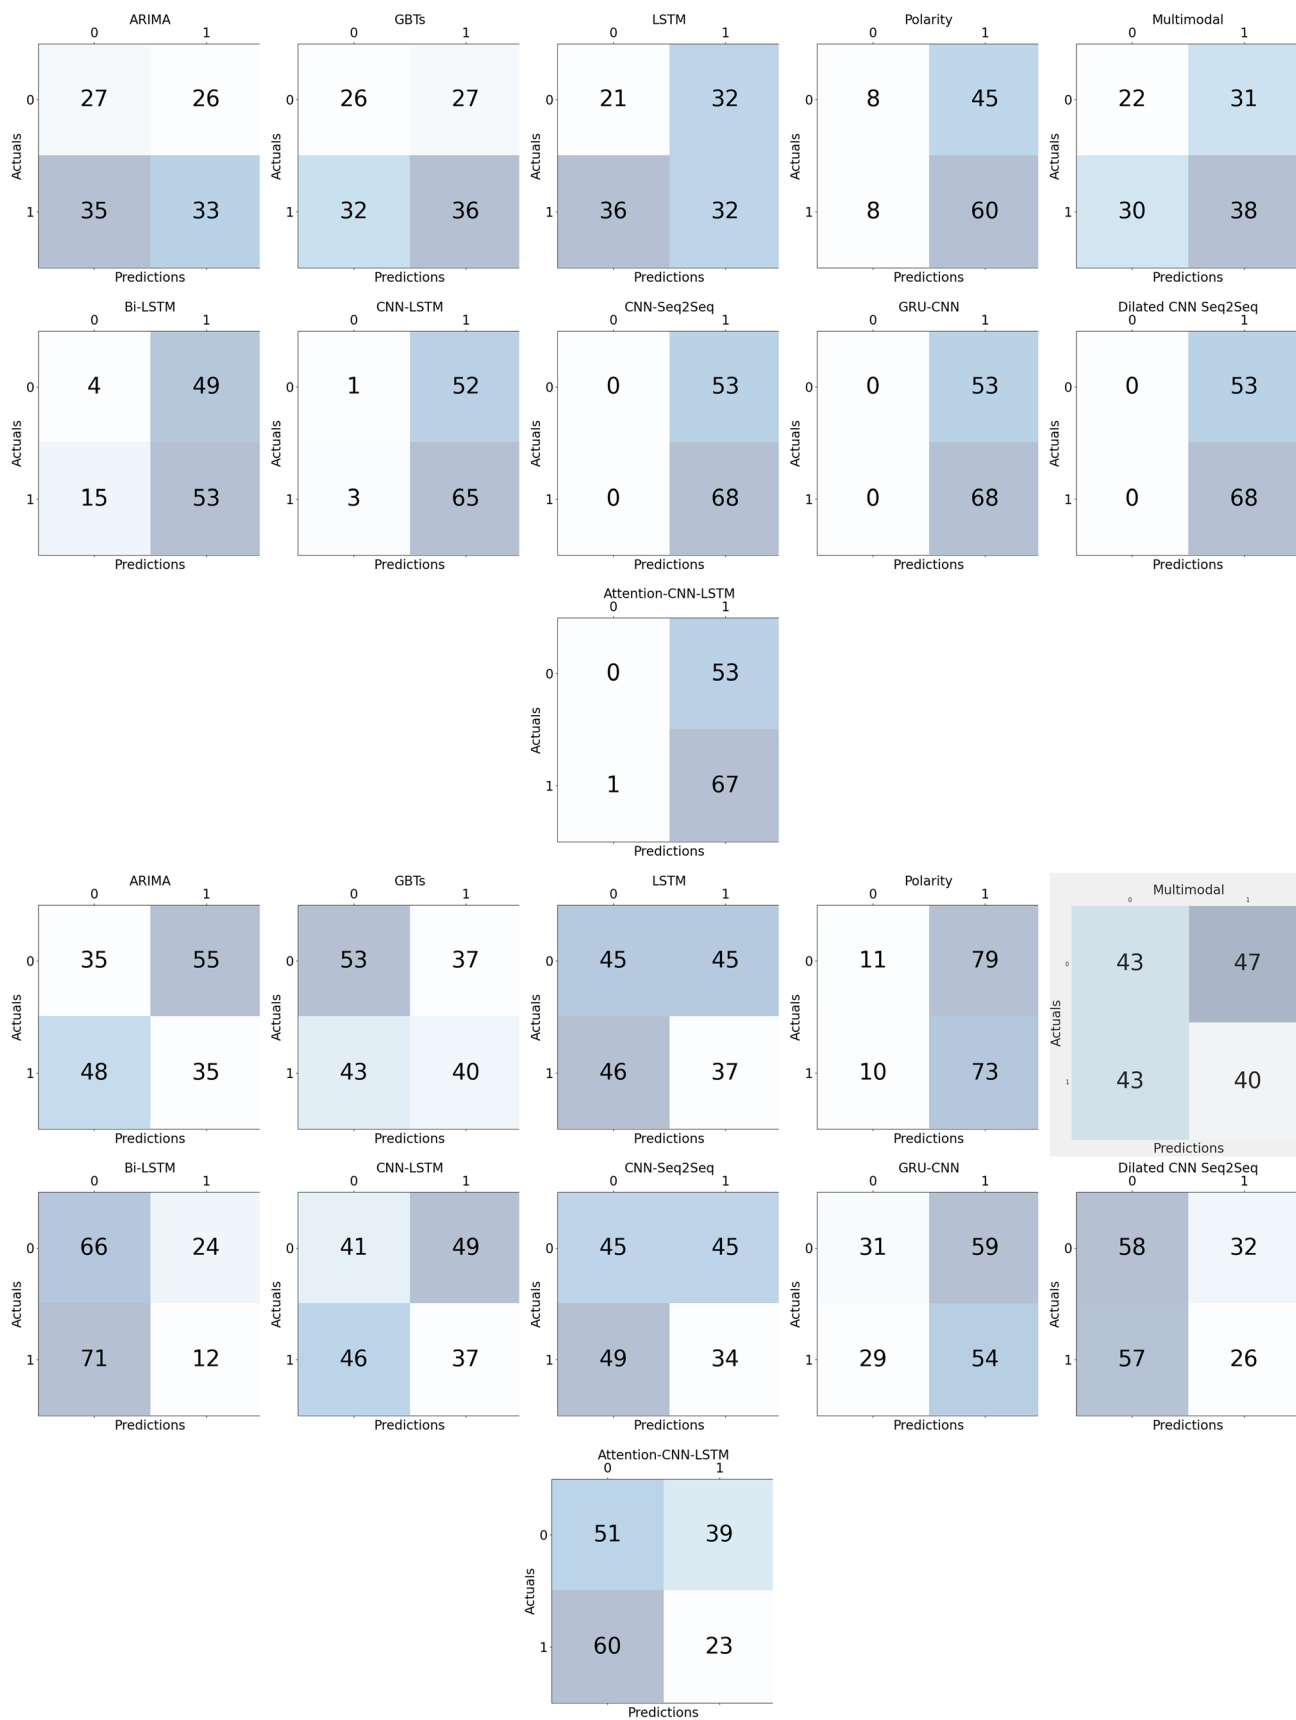 ARIMA GBTs LSTM Polarity Multimodal
0 1 0 1 0 1 0 1 0 1
0 27 26 0 26 27 0 21 32 0 8 45 0 22 31
Actuals Actuals Actuals Actuals Actuals
1 35 33 1 32 36 1 36 32 1 8 60 1 30 38
Predictions Predictions Predictions Predictions Predictions
Bi-LSTM CNN-LSTM CNN-Seq2Seq GRU-CNN Dilated CNN Seq2Seq
0 1 0 1 0 1 0 1 0 1
0 4 49 0 1 52 0 0 53 0 0 53 0 0 53
Actuals Actuals Actuals Actuals Actuals
1 15 53 1 3 65 1 0 68 1 0 68 1 0 68
Predictions Predictions Predictions Predictions Predictions
Attention-CNN-LSTM
0 1
0 0 53
Actuals
1 1 67
Predictions
ARIMA GBTs LSTM Polarity Multimodal
0 1 0 1 0 1 0 1 0 1
0 35 55 0 53 37 0 45 45 0 11 79 0 43 47
Actuals Actuals Actuals Actuals Actuals
1 48 35 1 43 40 1 46 37 1 10 73 1 43 40
Predictions Predictions Predictions Predictions Predictions
Bi-LSTM CNN-LSTM CNN-Seq2Seq GRU-CNN Dilated CNN Seq2Seq
0 1 0 1 0 1 0 1 0 1
0 66 24 0 41 49 0 45 45 0 31 59 0 58 32
Actuals Actuals Actuals Actuals Actuals
1 71 12 1 46 37 1 49 34 1 29 54 1 57 26
Predictions Predictions Predictions Predictions Predictions
Attention-CNN-LSTM
0 1
0 51 39
Actuals
1 60 23
Predictions